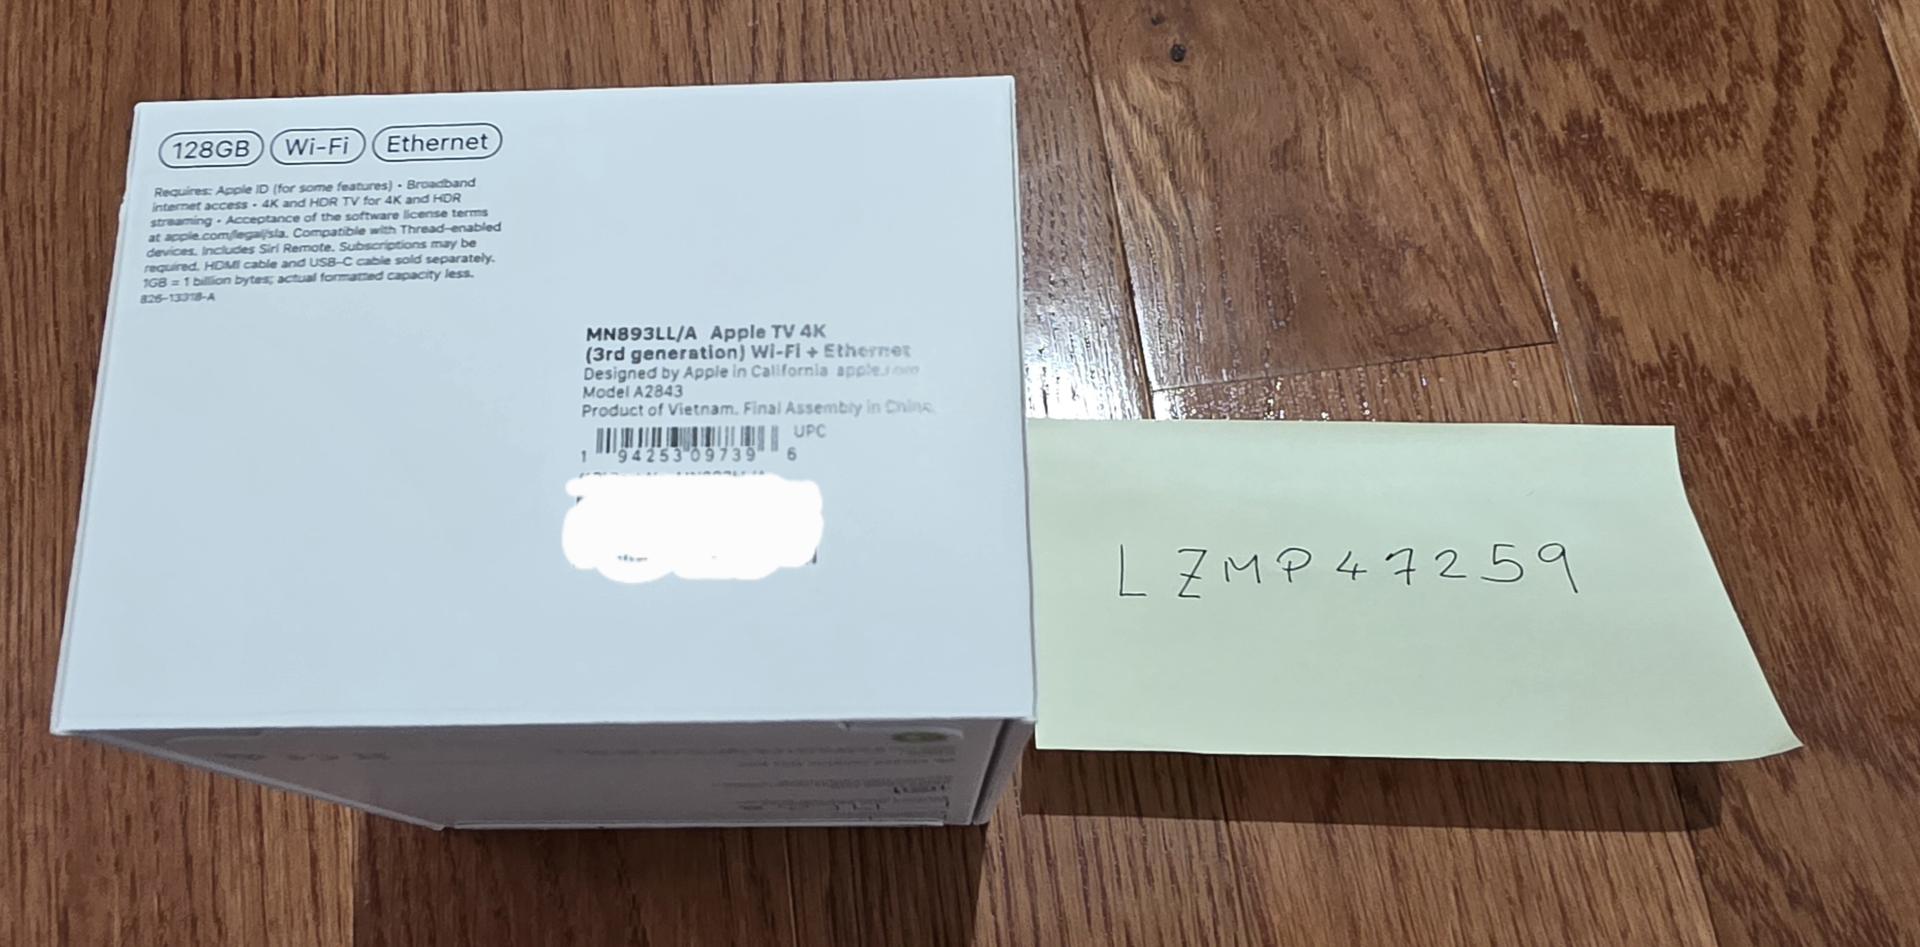 128GB Wi-Fi Ethernet
Requires: Apple ID (for some features) • Broadband
internet access • 4K and HDR TV for 4K and HDR
streaming • Acceptance of the software license terms
at apple.com/legal/sla. Compatible with Thread-enabled
devices. Includes Siri Remote. Subscriptions may be
required. HDMI cable and USB-C cable sold separately.
1GB = 1 billion bytes; actual formatted capacity less.
826-13318-A
MN893LL/A Apple TV 4K
(3rd generation) Wi-Fi + Ethernet
Designed by Apple in California apple.com
Model A2843
Product of Vietnam. Final Assembly in China.
UPC
1 94253 09739 6
LZMP47259